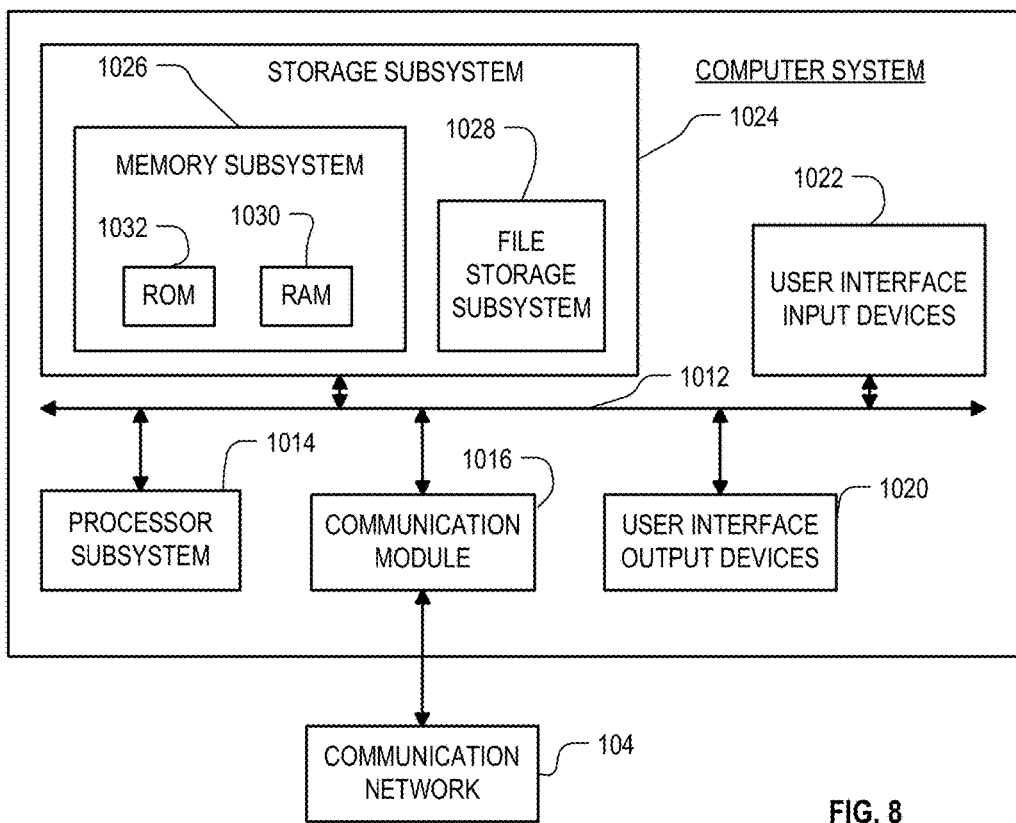 STORAGE SUBSYSTEM
COMPUTER SYSTEM
1026
1024
1028
MEMORY SUBSYSTEM
1022
1032
1030
ROM
RAM
FILE
STORAGE
SUBSYSTEM
USER INTERFACE
INPUT DEVICES
1012
1014
1016
1020
PROCESSOR
SUBSYSTEM
COMMUNICATION
MODULE
USER INTERFACE
OUTPUT DEVICES
COMMUNICATION
NETWORK
104
FIG. 8